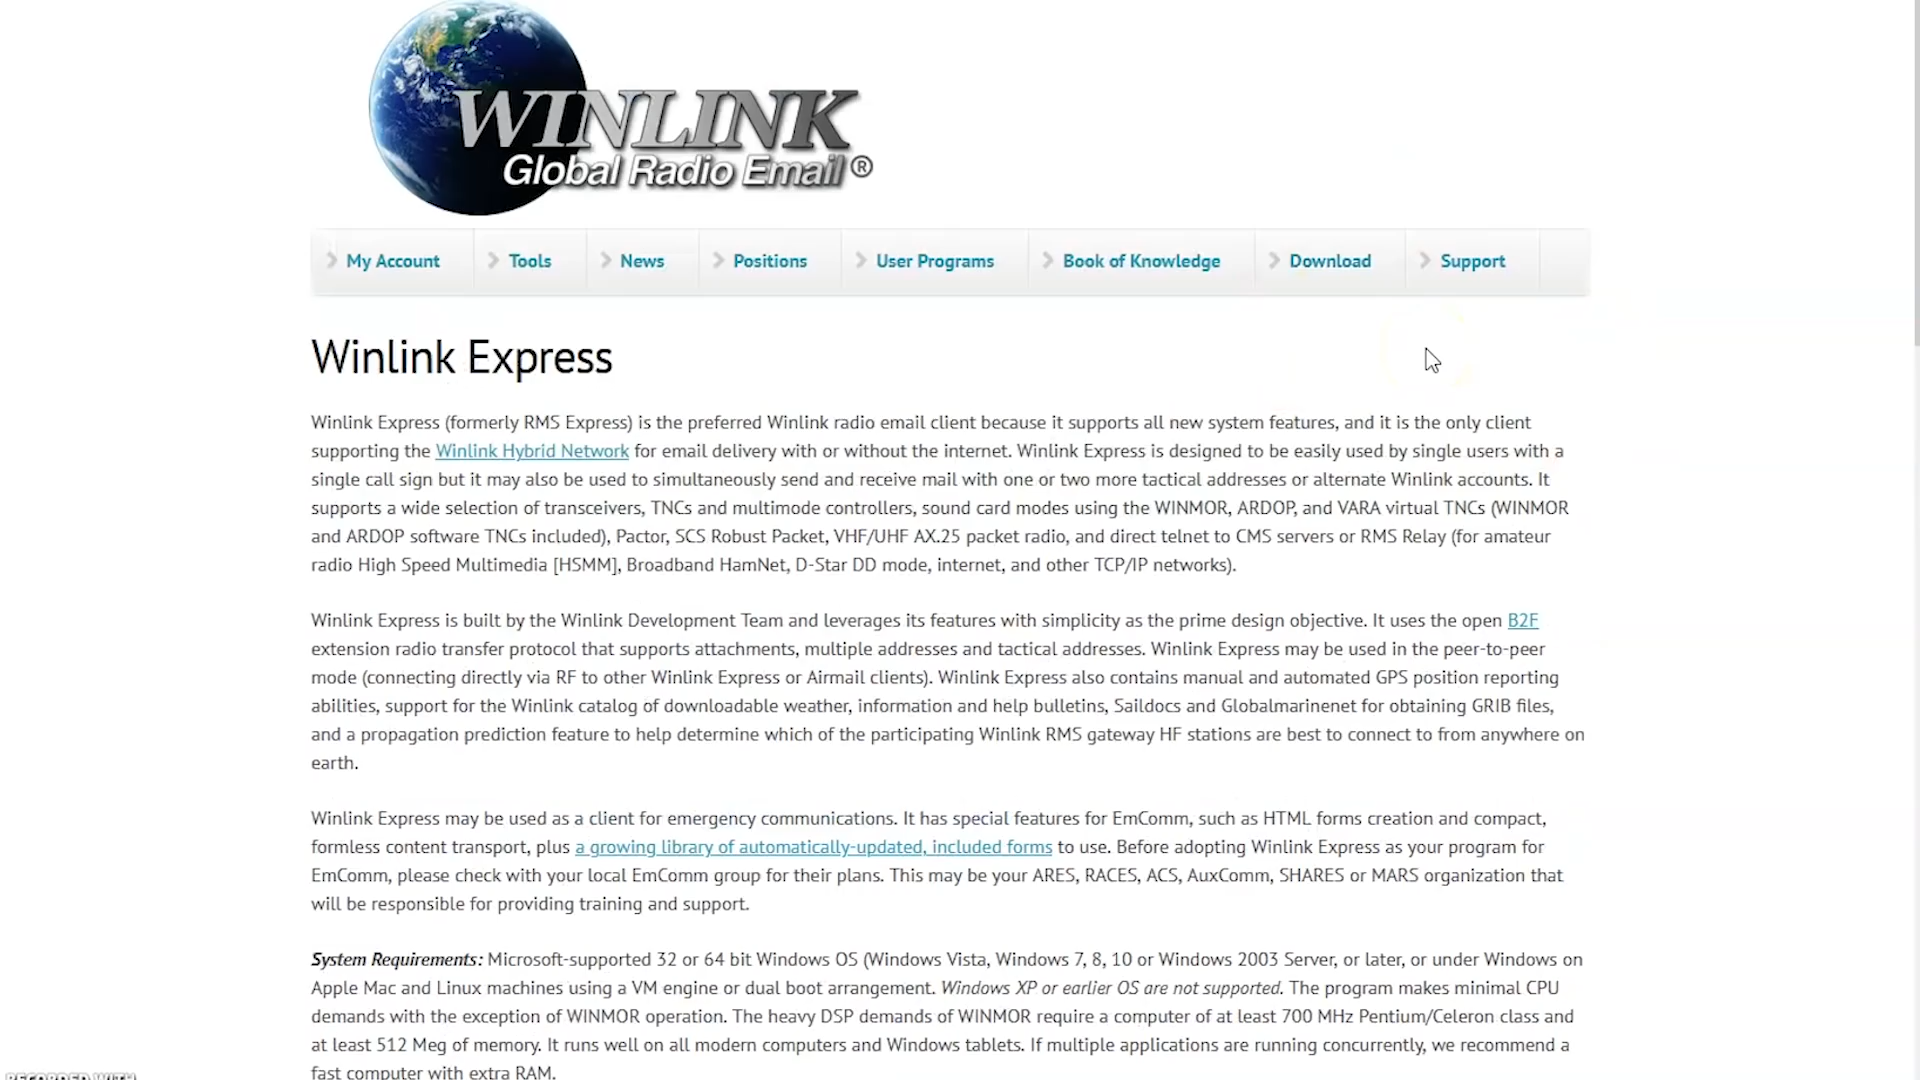 WINLINK
Global Radio Email ®
My Account Tools News Positions User Programs Book of Knowledge Download Support
Winlink Express
Winlink Express (formerly RMS Express) is the preferred Winlink radio email client because it supports all new system features, and it is the only client
supporting the Winlink Hybrid Network for email delivery with or without the internet. Winlink Express is designed to be easily used by single users with a
single call sign but it may also be used to simultaneously send and receive mail with one or two more tactical addresses or alternate Winlink accounts. It
supports a wide selection of transceivers, TNCs and multimode controllers, sound card modes using the WINMOR, ARDOP, and VARA virtual TNCs (WINMOR
and ARDOP software TNCs included), Pactor, SCS Robust Packet, VHF/UHF AX.25 packet radio, and direct telnet to CMS servers or RMS Relay (for amateur
radio High Speed Multimedia [HSMM], Broadband HamNet, D-Star DD mode, internet, and other TCP/IP networks).
Winlink Express is built by the Winlink Development Team and leverages its features with simplicity as the prime design objective. It uses the open B2F
extension radio transfer protocol that supports attachments, multiple addresses and tactical addresses. Winlink Express may be used in the peer-to-peer
mode (connecting directly via RF to other Winlink Express or Airmail clients). Winlink Express also contains manual and automated GPS position reporting
abilities, support for the Winlink catalog of downloadable weather, information and help bulletins, Saildocs and Globalmarinenet for obtaining GRIB files,
and a propagation prediction feature to help determine which of the participating Winlink RMS gateway HF stations are best to connect to from anywhere on
earth.
Winlink Express may be used as a client for emergency communications. It has special features for EmComm, such as HTML forms creation and compact,
formless content transport, plus a growing library of automatically-updated, included forms to use. Before adopting Winlink Express as your program for
EmComm, please check with your local EmComm group for their plans. This may be your ARES, RACES, ACS, AuxComm, SHARES or MARS organization that
will be responsible for providing training and support.
System Requirements: Microsoft-supported 32 or 64 bit Windows OS (Windows Vista, Windows 7, 8, 10 or Windows 2003 Server, or later, or under Windows on
Apple Mac and Linux machines using a VM engine or dual boot arrangement. Windows XP or earlier OS are not supported. The program makes minimal CPU
demands with the exception of WINMOR operation. The heavy DSP demands of WINMOR require a computer of at least 700 MHz Pentium/Celeron class and
at least 512 Meg of memory. It runs well on all modern computers and Windows tablets. If multiple applications are running concurrently, we recommend a
fast computer with extra RAM.
RECORDED WITH